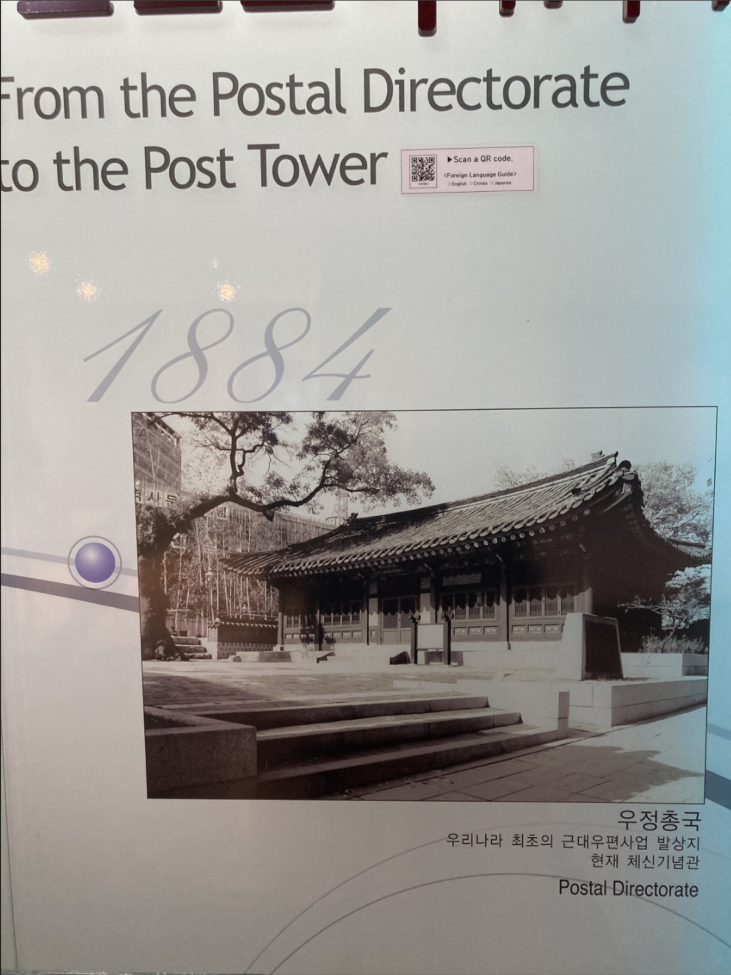 From the Postal Directorate
to the Post Tower
▶Scan a QR code.
<Foreign Language Guide>
English Chinese Japanese
1884
우정총국
우리나라 최초의 근대우편사업 발상지
현재 체신기념관
Postal Directorate